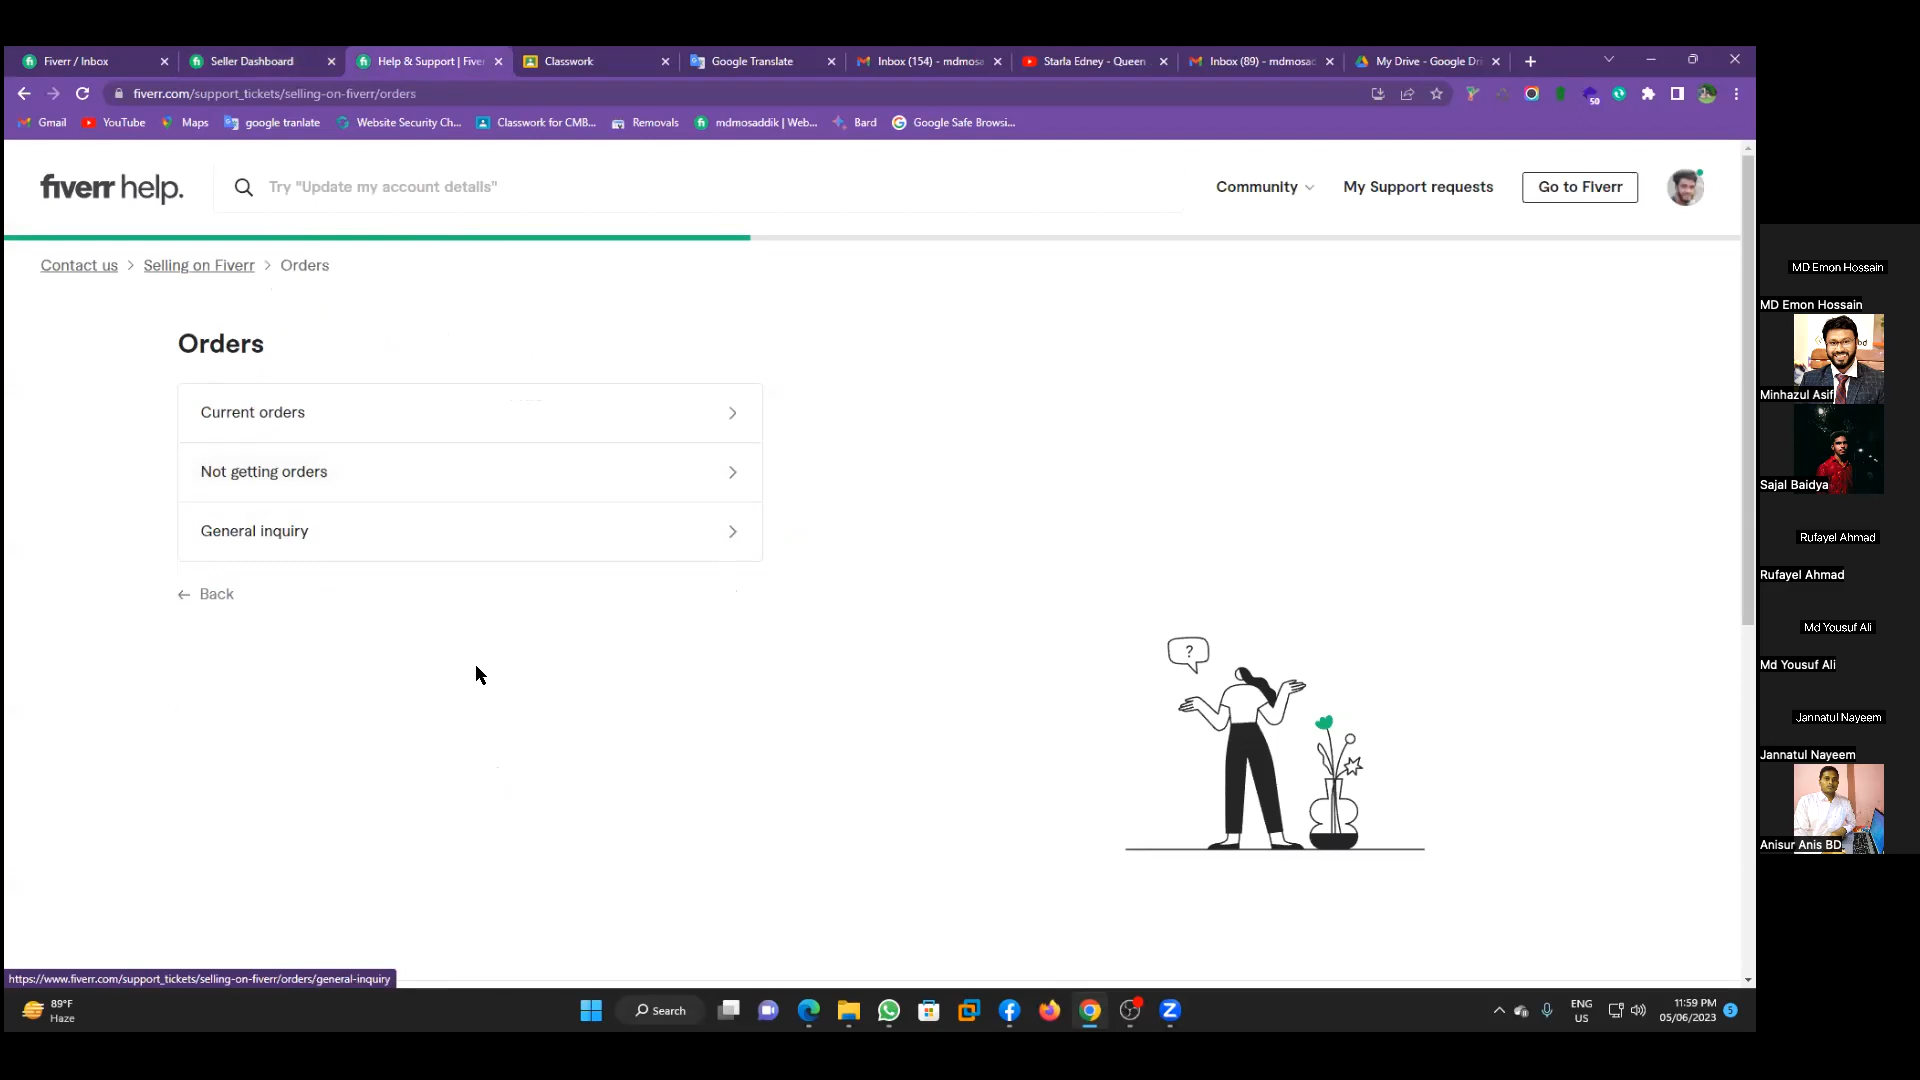 Fiverr / Inbox
Seller Dashboard
Help & Support | Fiver
Classwork
Google Translate
Inbox (154) - mdmosa
Starla Edney - Queen
Inbox (89) - mdmosad
My Drive - Google Dri
fiverr.com/support_tickets/selling-on-fiverr/orders
50
Gmail
YouTube
Maps
google tranlate
Website Security Ch...
Classwork for CMB...
Removals
mdmosaddik | Web...
Bard
Google Safe Browsi...
fiverr help.
Try "Update my account details"
Community
My Support requests
Go to Fiverr
Contact us > Selling on Fiverr > Orders
Orders
Current orders
Not getting orders
General inquiry
← Back
?
https://www.fiverr.com/support_tickets/selling-on-fiverr/orders/general-inquiry
89°F
Haze
Search
ENG
US
11:59 PM
05/06/2023
5
MD Emon Hossain
MD Emon Hossain
bd
Minhazul Asif
Sajal Baidya
Rufayel Ahmad
Rufayel Ahmad
Md Yousuf Ali
Md Yousuf Ali
Jannatul Nayeem
Jannatul Nayeem
Anisur Anis BD